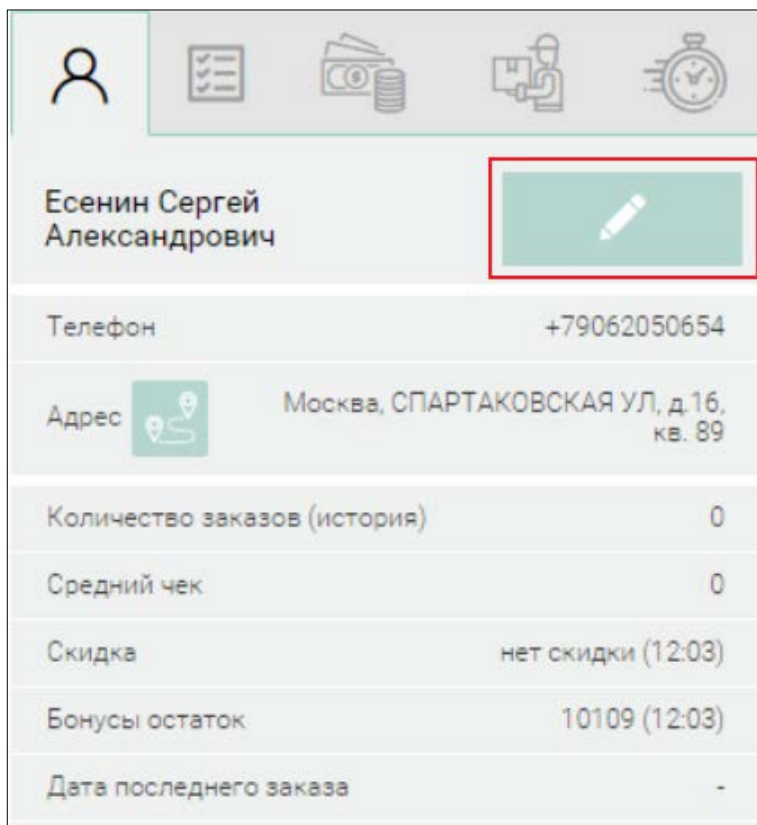 Есенин Сергей
Александрович
Телефон +79062050654
Адрес Москва, СПАРТАКОВСКАЯ УЛ, д.16,
кв. 89
Количество заказов (история) 0
Средний чек 0
Скидка нет скидки (12:03)
Бонусы остаток 10109 (12:03)
Дата последнего заказа -